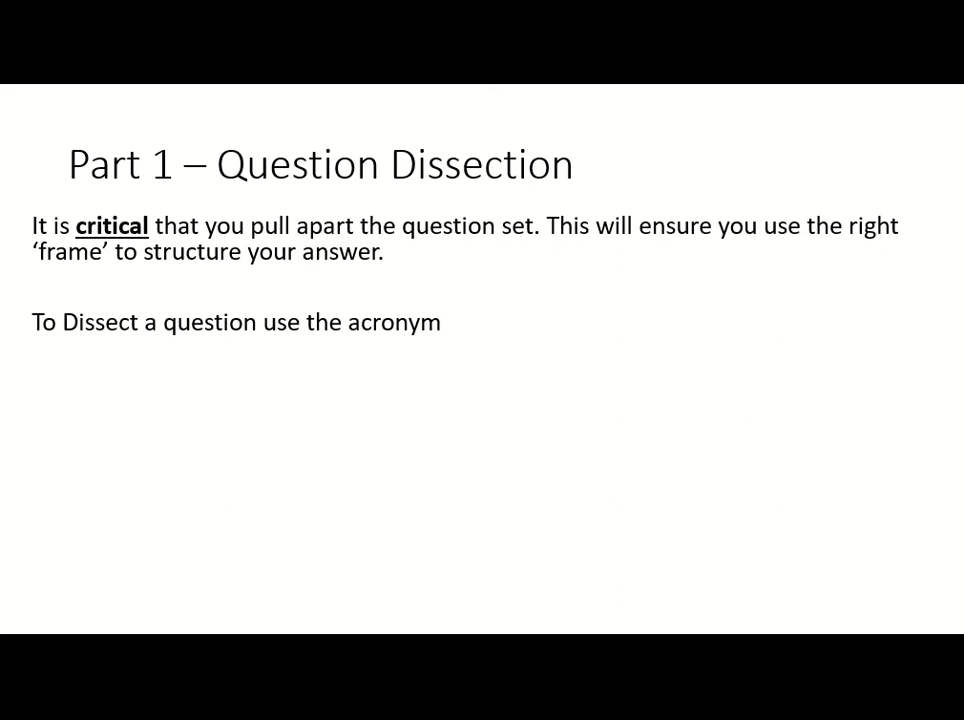 Part 1 – Question Dissection
It is critical that you pull apart the question set. This will ensure you use the right
‘frame’ to structure your answer.
To Dissect a question use the acronym